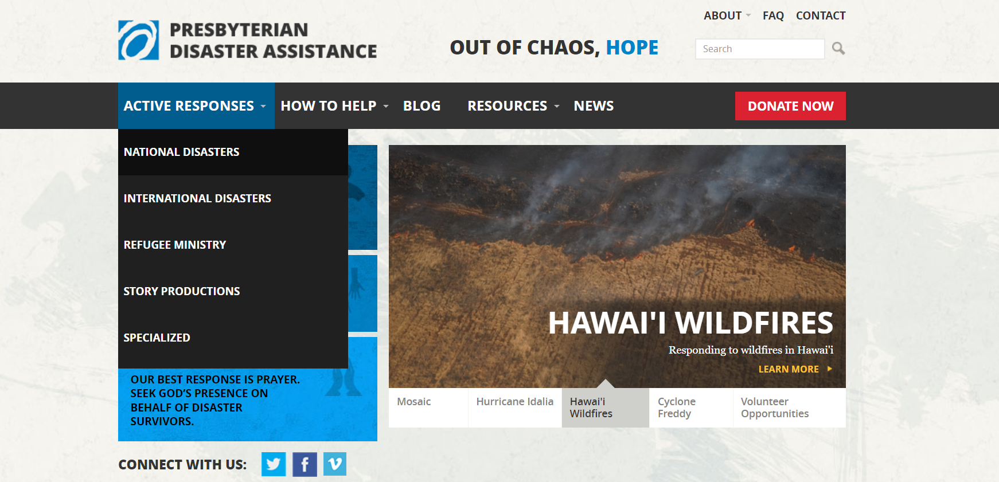 ABOUT FAQ CONTACT
PRESBYTERIAN
DISASTER ASSISTANCE
OUT OF CHAOS, HOPE
Search
ACTIVE RESPONSES HOW TO HELP BLOG RESOURCES NEWS DONATE NOW
NATIONAL DISASTERS
INTERNATIONAL DISASTERS
REFUGEE MINISTRY
STORY PRODUCTIONS
SPECIALIZED
OUR BEST RESPONSE IS PRAYER.
SEEK GOD’S PRESENCE ON
BEHALF OF DISASTER
SURVIVORS.
HAWAI'I WILDFIRES
Responding to wildfires in Hawai'i
LEARN MORE
Mosaic
Hurricane Idalia
Hawai'i
Wildfires
Cyclone
Freddy
Volunteer
Opportunities
CONNECT WITH US: